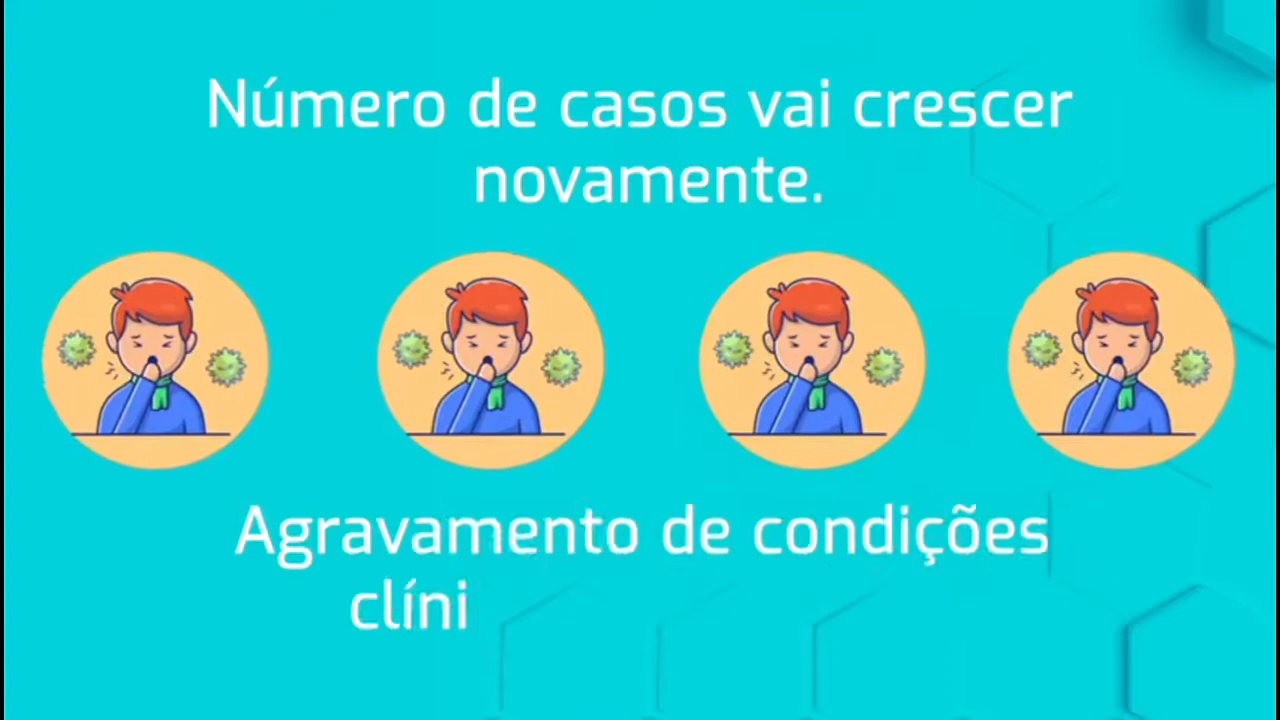 Número de casos vai crescer
novamente.
Agravamento de condições
clíni